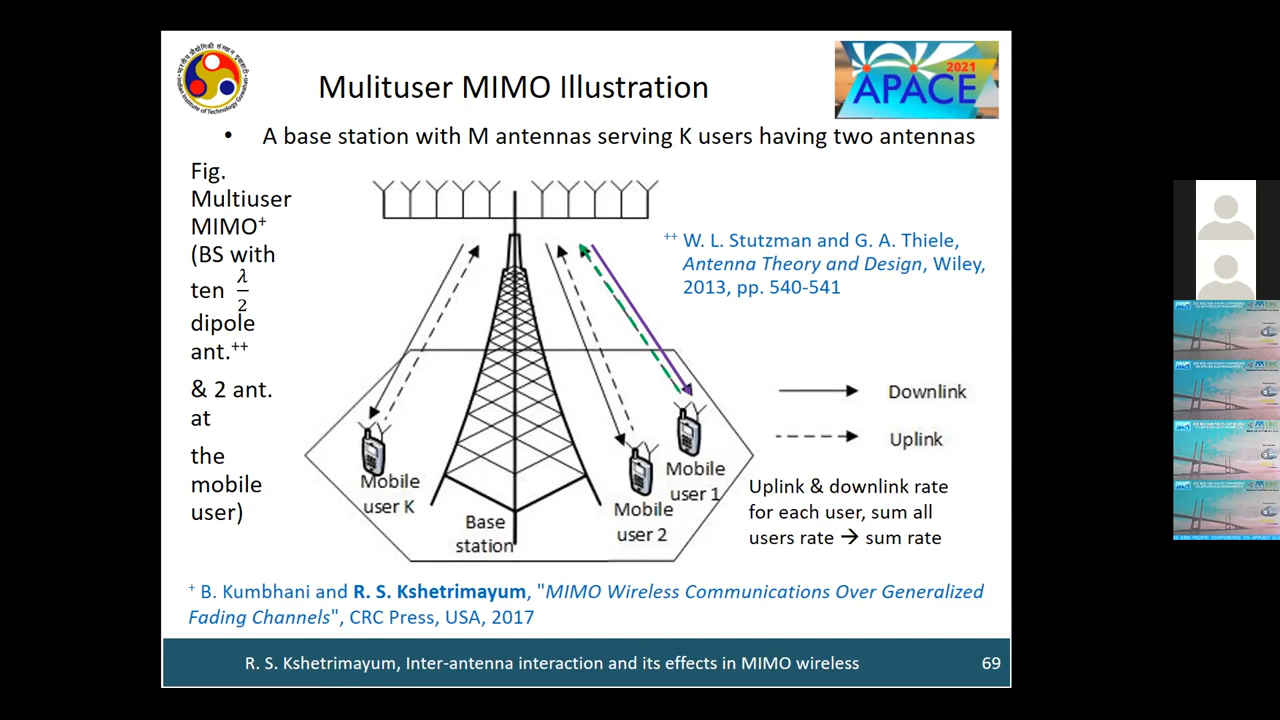 Mulituser MIMO Illustration
2021
APACE
• A base station with M antennas serving K users having two antennas
Fig.
Multiuser
MIMO⁺
(BS with
ten λ/2
dipole
ant.⁺⁺
& 2 ant.
at
the
mobile
user)
⁺⁺ W. L. Stutzman and G. A. Thiele,
Antenna Theory and Design, Wiley,
2013, pp. 540-541
Downlink
Uplink
Mobile
user K
Base
station
Mobile
user 2
Mobile
user 1
Uplink & downlink rate
for each user, sum all
users rate → sum rate
⁺ B. Kumbhani and R. S. Kshetrimayum, "MIMO Wireless Communications Over Generalized
Fading Channels", CRC Press, USA, 2017
R. S. Kshetrimayum, Inter-antenna interaction and its effects in MIMO wireless
69